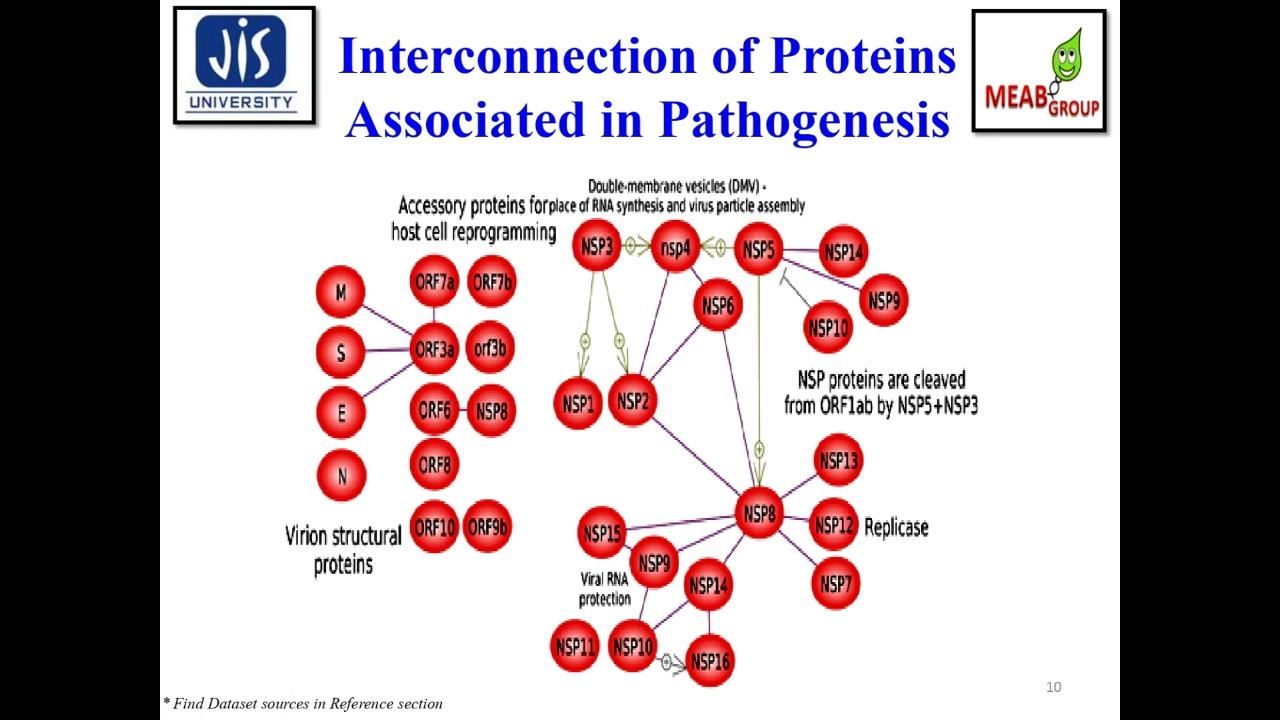 JIS
UNIVERSITY
Interconnection of Proteins
Associated in Pathogenesis
MEAB
GROUP
Double-membrane vesicles (DMV) -
place of RNA synthesis and virus particle assembly
Accessory proteins for
host cell reprogramming
NSP3
nsp4
NSP5
NSP14
M
ORF7a
ORF7b
NSP6
NSP9
NSP10
S
ORF3a
orf3b
NSP proteins are cleaved
from ORF1ab by NSP5+NSP3
E
ORF6
NSP8
NSP1
NSP2
N
ORF8
NSP13
Virion structural
proteins
ORF10
ORF9b
NSP15
NSP8
NSP12
Replicase
NSP9
Viral RNA
protection
NSP14
NSP7
NSP11
NSP10
NSP16
10
* Find Dataset sources in Reference section